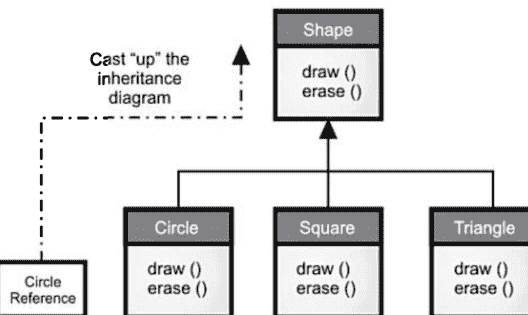 Shape
Cast “up” the
inheritance
diagram
draw ()
erase ()
Circle
Square
Triangle
draw ()
erase ()
draw ()
erase ()
draw ()
erase ()
Circle
Reference